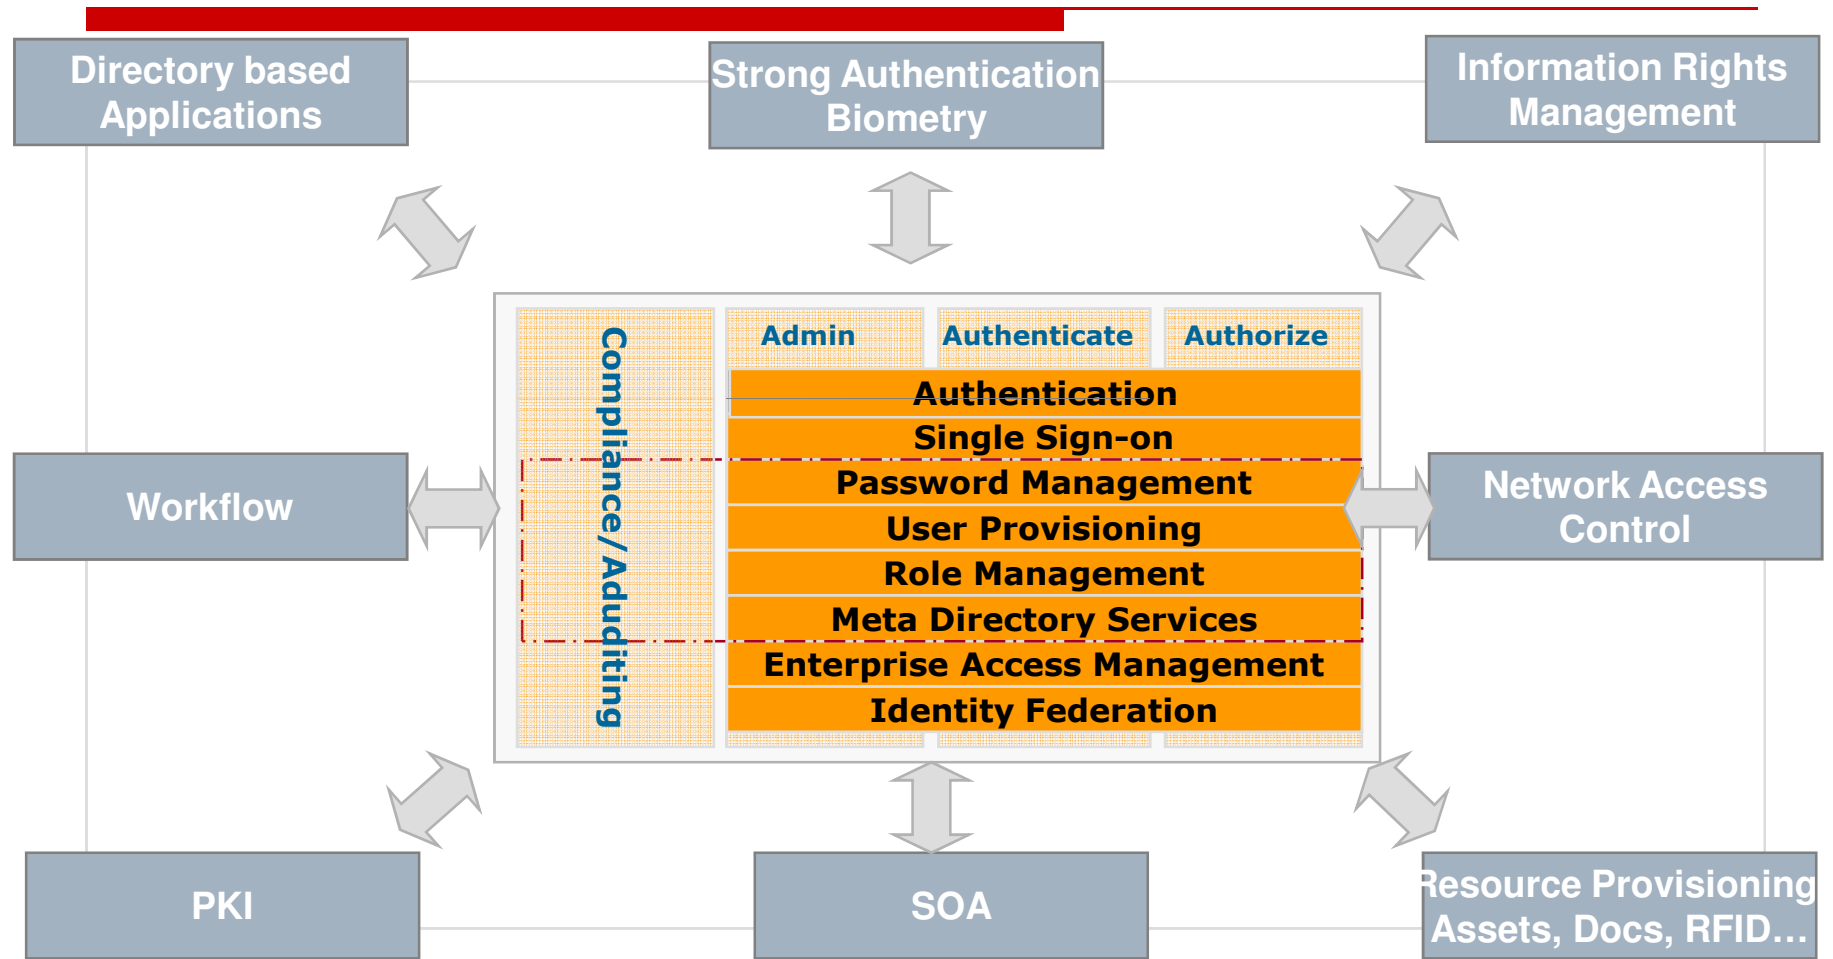 Directory based
Applications
Strong Authentication
Biometry
Information Rights
Management
Admin
Authenticate
Authorize
Compliance/Aduditing
Authentication
Single Sign-on
Password Management
User Provisioning
Role Management
Meta Directory Services
Enterprise Access Management
Identity Federation
Workflow
Network Access
Control
PKI
SOA
Resource Provisioning
Assets, Docs, RFID…